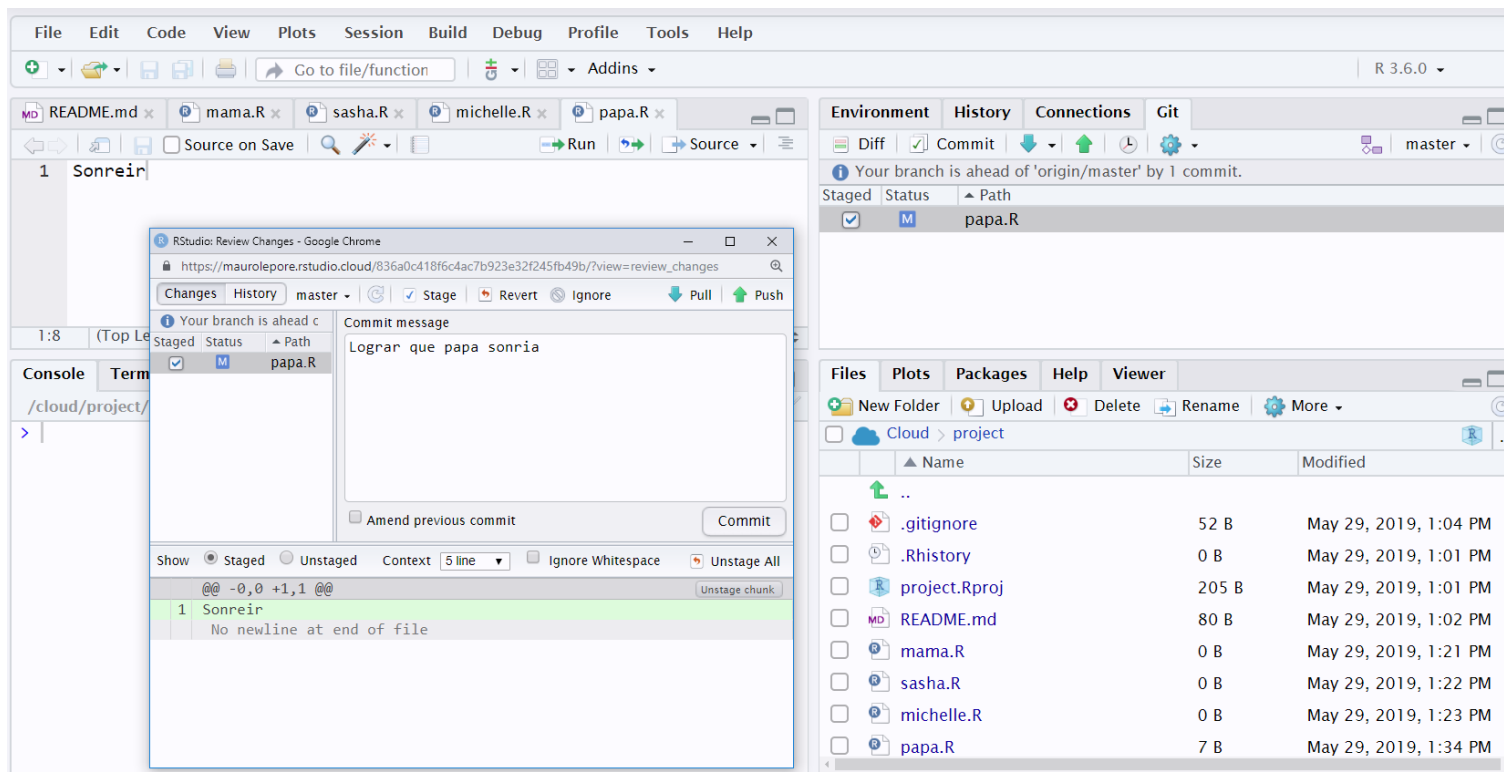 File Edit Code View Plots Session Build Debug Profile Tools Help
Go to file/function Addins R 3.6.0
README.md mama.R sasha.R michelle.R papa.R
Source on Save Run Source
1 Sonreir
1:8 (Top Le
Console Term
/cloud/project/
>
RStudio: Review Changes - Google Chrome
https://maurolepore.rstudio.cloud/836a0c418f6c4ac7b923e32f245fb49b/?view=review_changes
Changes History master Stage Revert Ignore Pull Push
Your branch is ahead c
Staged Status Path
M papa.R
Commit message
Lograr que papa sonria
Amend previous commit Commit
Show Staged Unstaged Context 5 line Ignore Whitespace Unstage All
@@ -0,0 +1,1 @@ Unstage chunk
1 Sonreir
No newline at end of file
Environment History Connections Git
Diff Commit master
Your branch is ahead of 'origin/master' by 1 commit.
Staged Status Path
M papa.R
Files Plots Packages Help Viewer
New Folder Upload Delete Rename More
Cloud > project
Name Size Modified
..
.gitignore 52 B May 29, 2019, 1:04 PM
.Rhistory 0 B May 29, 2019, 1:01 PM
project.Rproj 205 B May 29, 2019, 1:01 PM
README.md 80 B May 29, 2019, 1:02 PM
mama.R 0 B May 29, 2019, 1:21 PM
sasha.R 0 B May 29, 2019, 1:22 PM
michelle.R 0 B May 29, 2019, 1:23 PM
papa.R 7 B May 29, 2019, 1:34 PM